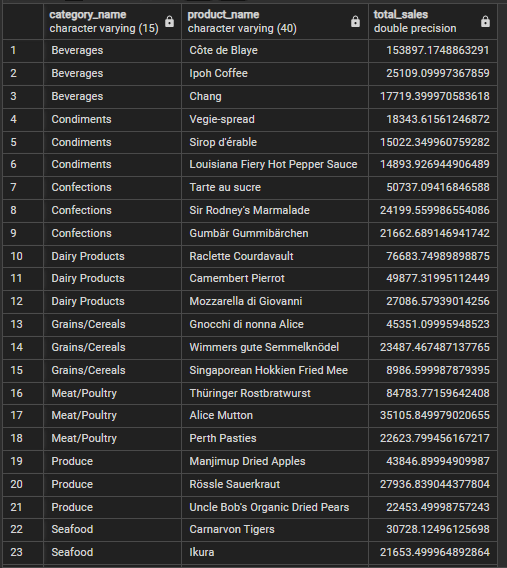 category_name product_name total_sales
character varying (15) character varying (40) double precision
1 Beverages Côte de Blaye 153897.1748863291
2 Beverages Ipoh Coffee 25109.09997367859
3 Beverages Chang 17719.399970583618
4 Condiments Vegie-spread 18343.61561246872
5 Condiments Sirop d'érable 15022.349960759282
6 Condiments Louisiana Fiery Hot Pepper Sauce 14893.926944906489
7 Confections Tarte au sucre 50737.09416846588
8 Confections Sir Rodney's Marmalade 24199.559986554086
9 Confections Gumbär Gummibärchen 21662.689146941742
10 Dairy Products Raclette Courdavault 76683.74989898875
11 Dairy Products Camembert Pierrot 49877.31995112449
12 Dairy Products Mozzarella di Giovanni 27086.57939014256
13 Grains/Cereals Gnocchi di nonna Alice 45351.09995948523
14 Grains/Cereals Wimmers gute Semmelknödel 23487.467487137765
15 Grains/Cereals Singaporean Hokkien Fried Mee 8986.599987879395
16 Meat/Poultry Thüringer Rostbratwurst 84783.77159642408
17 Meat/Poultry Alice Mutton 35105.849979020655
18 Meat/Poultry Perth Pasties 22623.799456167217
19 Produce Manjimup Dried Apples 43846.89994909987
20 Produce Rössle Sauerkraut 27936.839044377804
21 Produce Uncle Bob's Organic Dried Pears 22453.49998757243
22 Seafood Carnarvon Tigers 30728.12496125698
23 Seafood Ikura 21653.499964892864